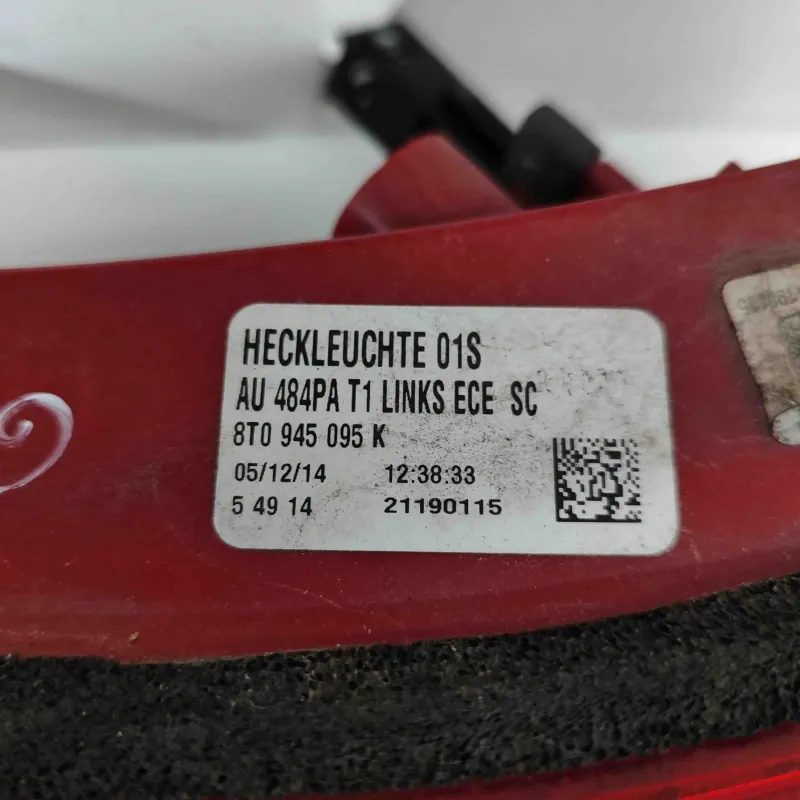 HECKLEUCHTE 01S
AU 484PA T1 LINKS ECE SC
8T0 945 095 K
05/12/14 12:38:33
5 49 14 21190115